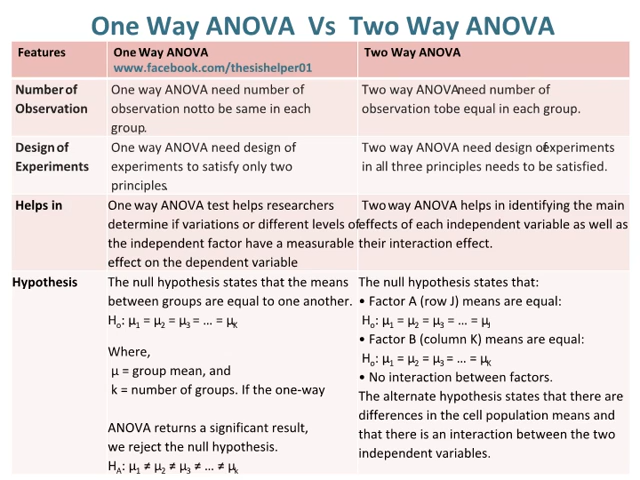 One Way ANOVA Vs Two Way ANOVA
Features
One Way ANOVA
www.facebook.com/thesishelper01
Two Way ANOVA
Number of
Observation
One way ANOVA need number of
observation notto be same in each
group.
Two way ANOVAneed number of
observation tobe equal in each group.
Design of
Experiments
One way ANOVA need design of
experiments to satisfy only two
principles.
Two way ANOVA need design ofexperiments
in all three principles needs to be satisfied.
Helps in
One way ANOVA test helps researchers
determine if variations or different levels of
the independent factor have a measurable
effect on the dependent variable
Two way ANOVA helps in identifying the main
effects of each independent variable as well as
their interaction effect.
Hypothesis
The null hypothesis states that the means
between groups are equal to one another.
H₀: μ₁ = μ₂ = μ₃ = ... = μₖ
Where,
μ = group mean, and
k = number of groups. If the one-way
ANOVA returns a significant result,
we reject the null hypothesis.
Hₐ: μ₁ ≠ μ₂ ≠ μ₃ ≠ ... ≠ μₖ
The null hypothesis states that:
• Factor A (row J) means are equal:
H₀: μ₁ = μ₂ = μ₃ = ... = μⱼ
• Factor B (column K) means are equal:
H₀: μ₁ = μ₂ = μ₃ = ... = μₖ
• No interaction between factors.
The alternate hypothesis states that there are
differences in the cell population means and
that there is an interaction between the two
independent variables.